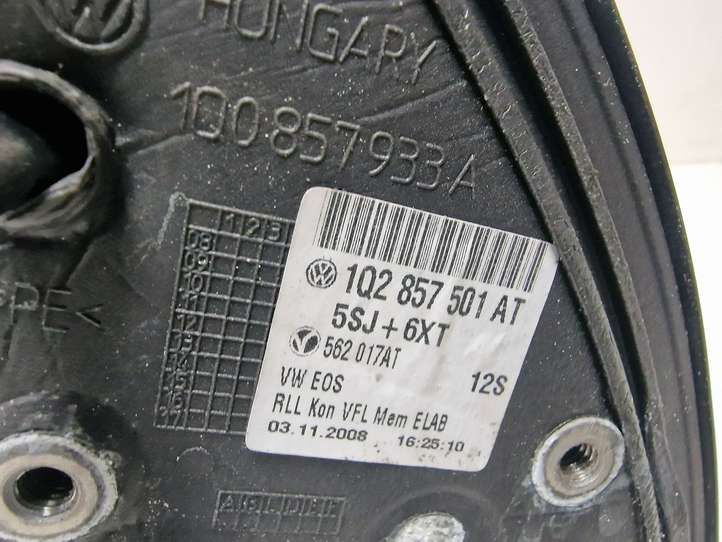 HUNGARY
1Q0 857 933 A
1 2 3
08
09
10
1Q2 857 501 AT
5SJ + 6XT
562 017AT
VW EOS 12S
RLL Kon VFL Mem ELAB
03.11.2008 16:25:10